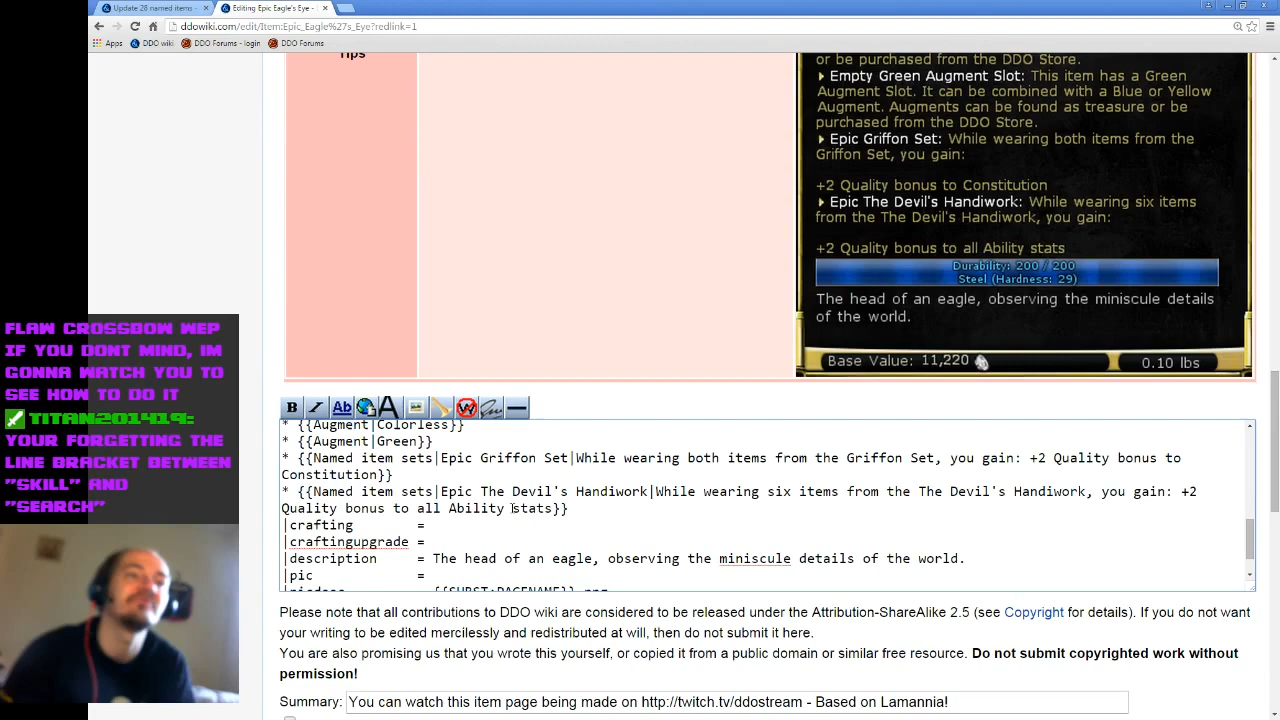 Update 28 named items -
Editing Epic Eagle's Eye -
ddowiki.com/edit/Item:Epic_Eagle%27s_Eye?redlink=1
Apps
DDO wiki
DDO Forums - login
DDO Forums
Tips
or be purchased from the DDO Store.
Empty Green Augment Slot: This item has a Green
Augment Slot. It can be combined with a Blue or Yellow
Augment. Augments can be found as treasure or be
purchased from the DDO Store.
Epic Griffon Set: While wearing both items from the
Griffon Set, you gain:
+2 Quality bonus to Constitution
Epic The Devil's Handiwork: While wearing six items
from the The Devil's Handiwork, you gain:
+2 Quality bonus to all Ability stats
Durability: 200 / 200
Steel (Hardness: 29)
The head of an eagle, observing the miniscule details
of the world.
Base Value: 11,220
0.10 lbs
FLAW CROSSBOW WEP
IF YOU DONT MIND, IM
GONNA WATCH YOU TO
SEE HOW TO DO IT
TITAN201419:
YOUR FORGETTING THE
LINE BRACKET BETWEEN
"SKILL" AND
"SEARCH"
B I Ab A W
* {{Augment|Colorless}}
* {{Augment|Green}}
* {{Named item sets|Epic Griffon Set|While wearing both items from the Griffon Set, you gain: +2 Quality bonus to
Constitution}}
* {{Named item sets|Epic The Devil's Handiwork|While wearing six items from the The Devil's Handiwork, you gain: +2
Quality bonus to all Ability stats}}
|crafting =
|craftingupgrade =
|description = The head of an eagle, observing the miniscule details of the world.
|pic =
|picdesc = {{SUBST:PAGENAME}}.png
Please note that all contributions to DDO wiki are considered to be released under the Attribution-ShareAlike 2.5 (see Copyright for details). If you do not want
your writing to be edited mercilessly and redistributed at will, then do not submit it here.
You are also promising us that you wrote this yourself, or copied it from a public domain or similar free resource. Do not submit copyrighted work without
permission!
Summary: You can watch this item page being made on http://twitch.tv/ddostream - Based on Lamannia!